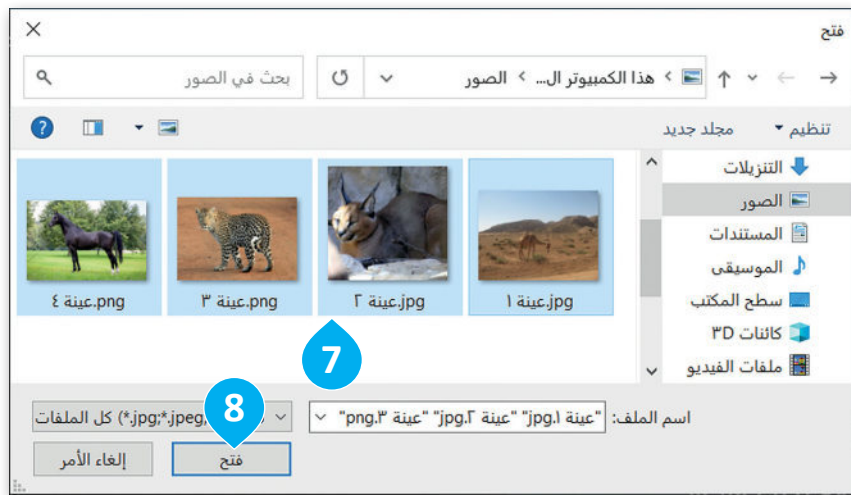 فتح
هذا الكمبيوتر ال... › الصور
بحث في الصور
تنظيم
مجلد جديد
?
التنزيلات
الصور
المستندات
الموسيقى
سطح المكتب
كائنات ٣D
ملفات الفيديو
عينة ١.jpg
عينة ٢.jpg
عينة ٣.png
عينة ٤.png
7
اسم الملف:
"عينة ١.jpg" "عينة ٢.jpg" "عينة ٣.png"
كل الملفات (*.jpg;*.jpeg;
8
فتح
إلغاء الأمر